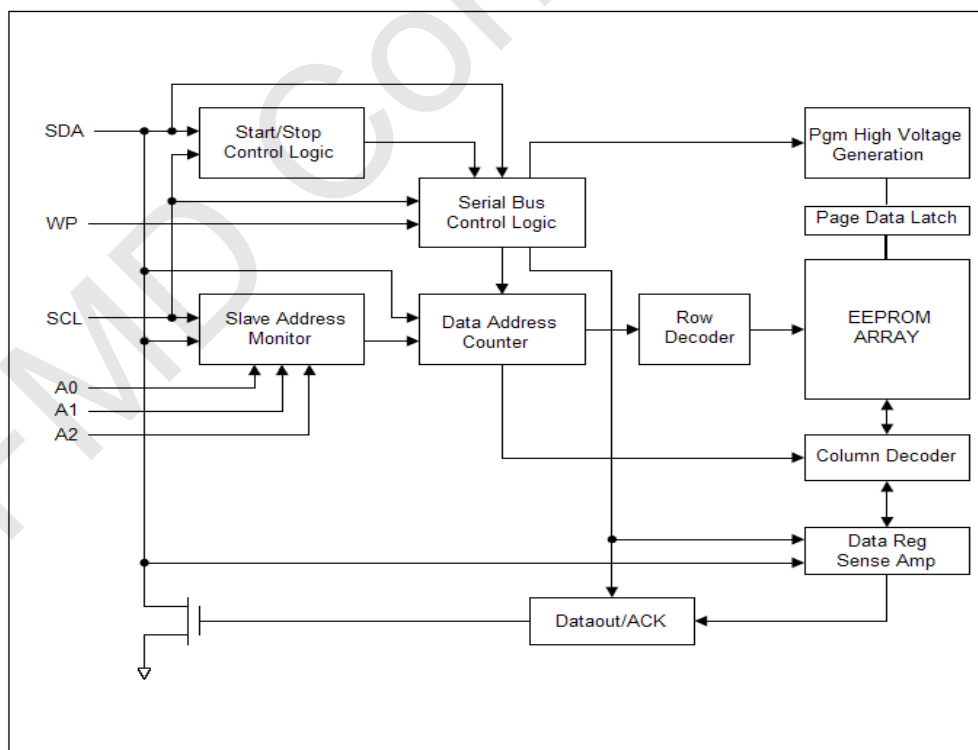 SDA
Start/Stop
Control Logic
Pgm High Voltage
Generation
WP
Serial Bus
Control Logic
Page Data Latch
SCL
Slave Address
Monitor
Data Address
Counter
Row
Decoder
EEPROM
ARRAY
A0
A1
A2
Column Decoder
Data Reg
Sense Amp
Dataout/ACK
FMD Con